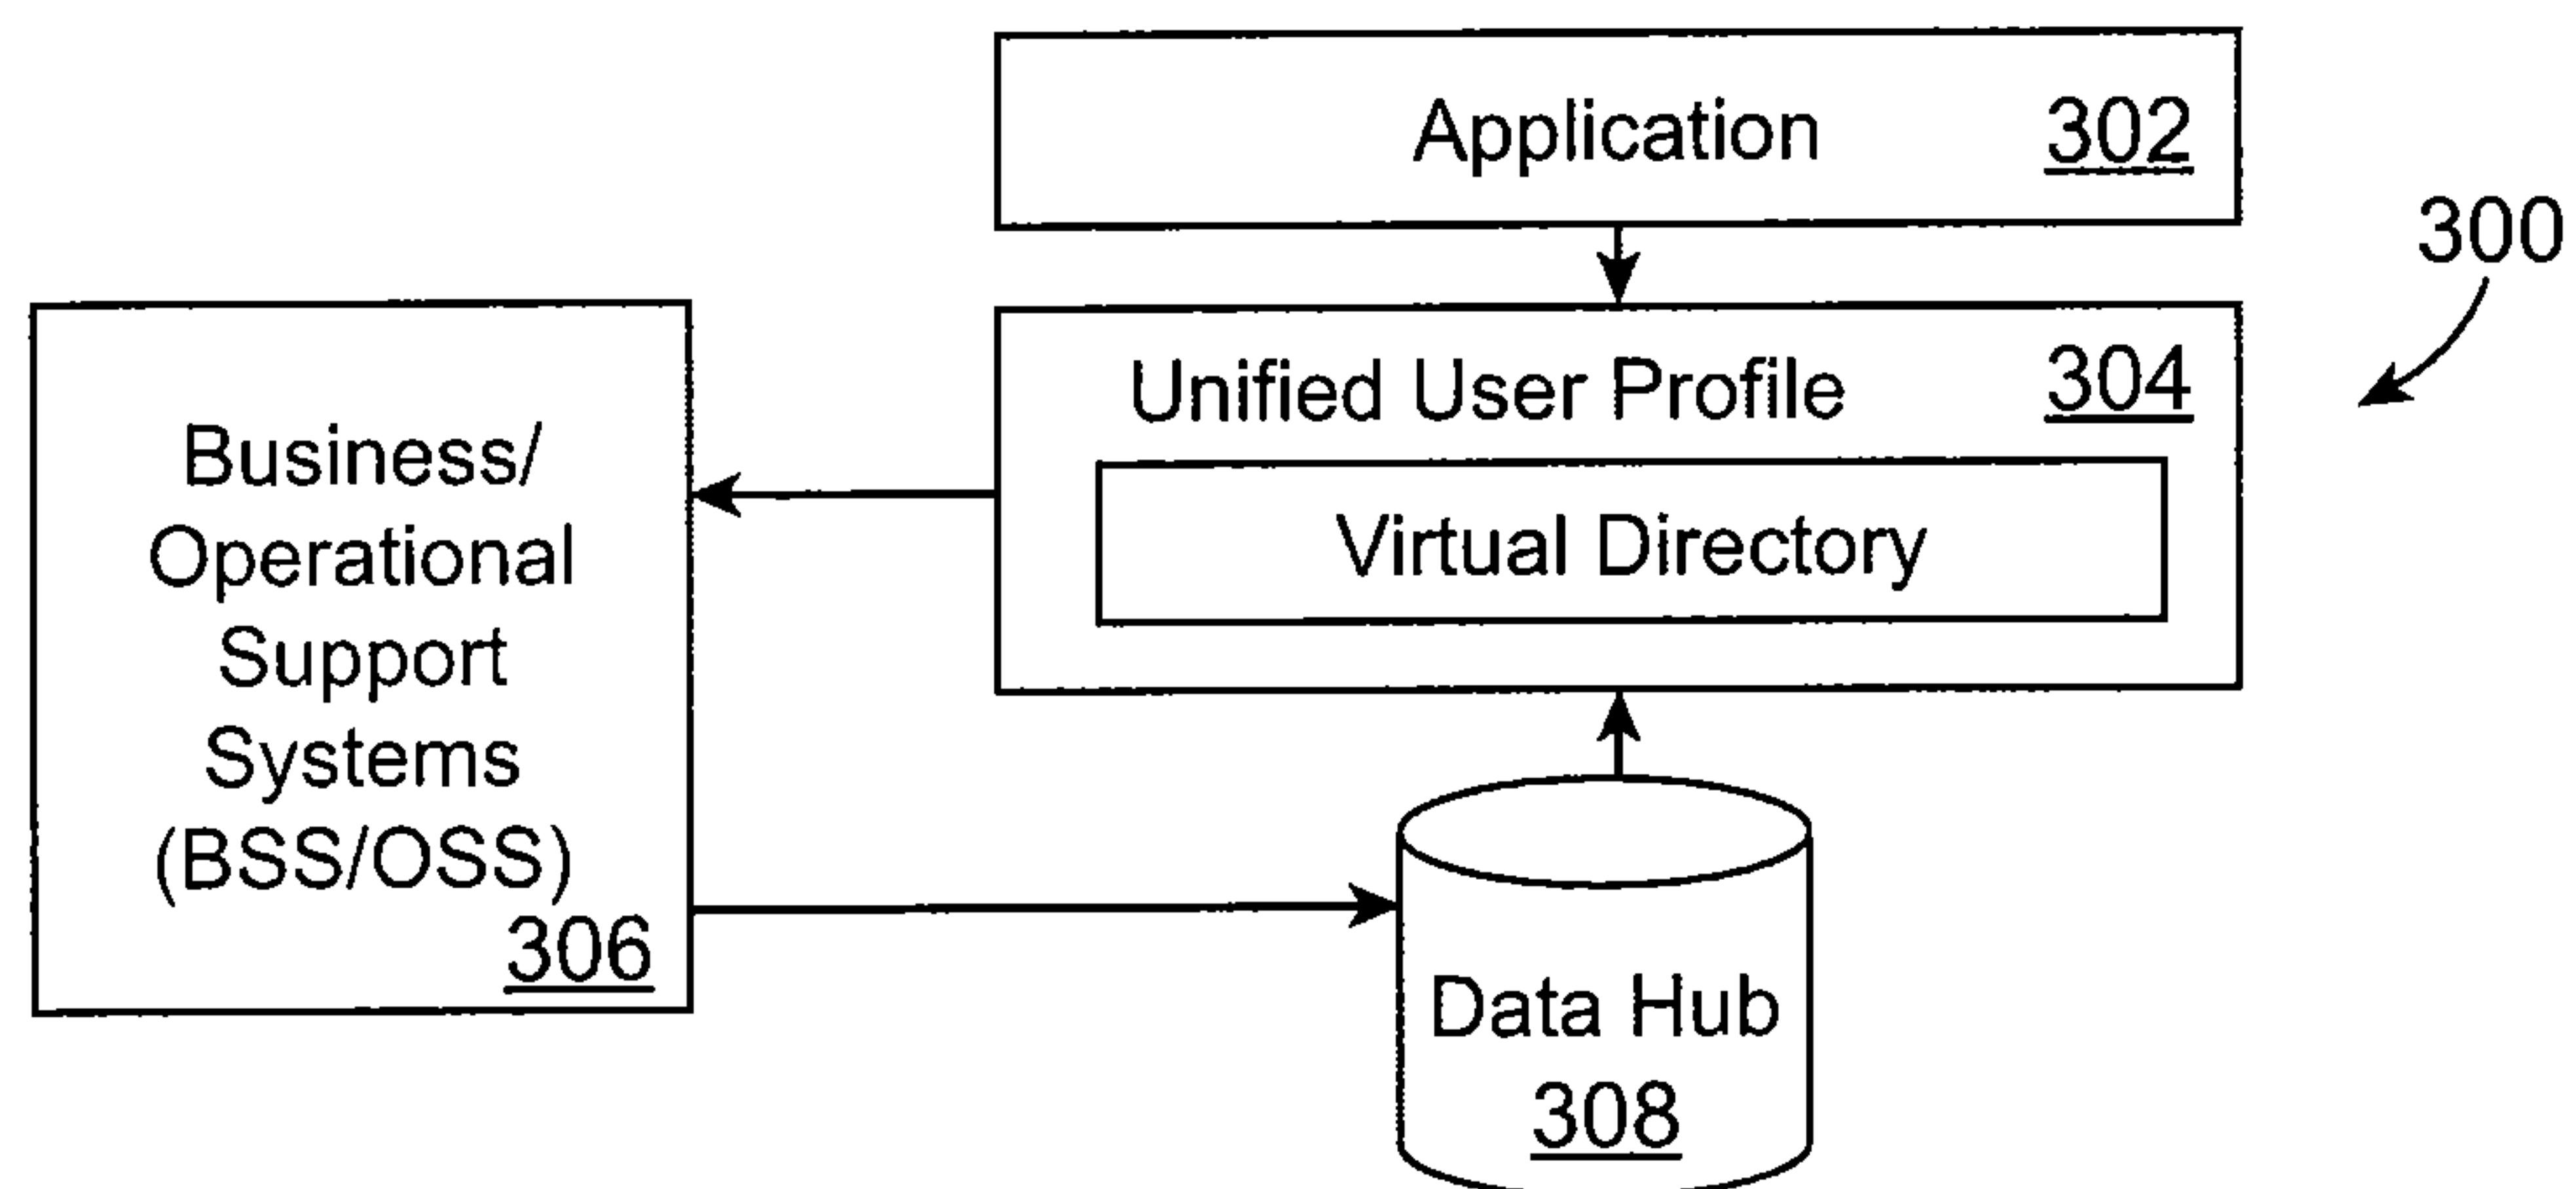 Application 302
300
Unified User Profile 304
Virtual Directory
Business/
Operational
Support
Systems
(BSS/OSS)
306
Data Hub
308